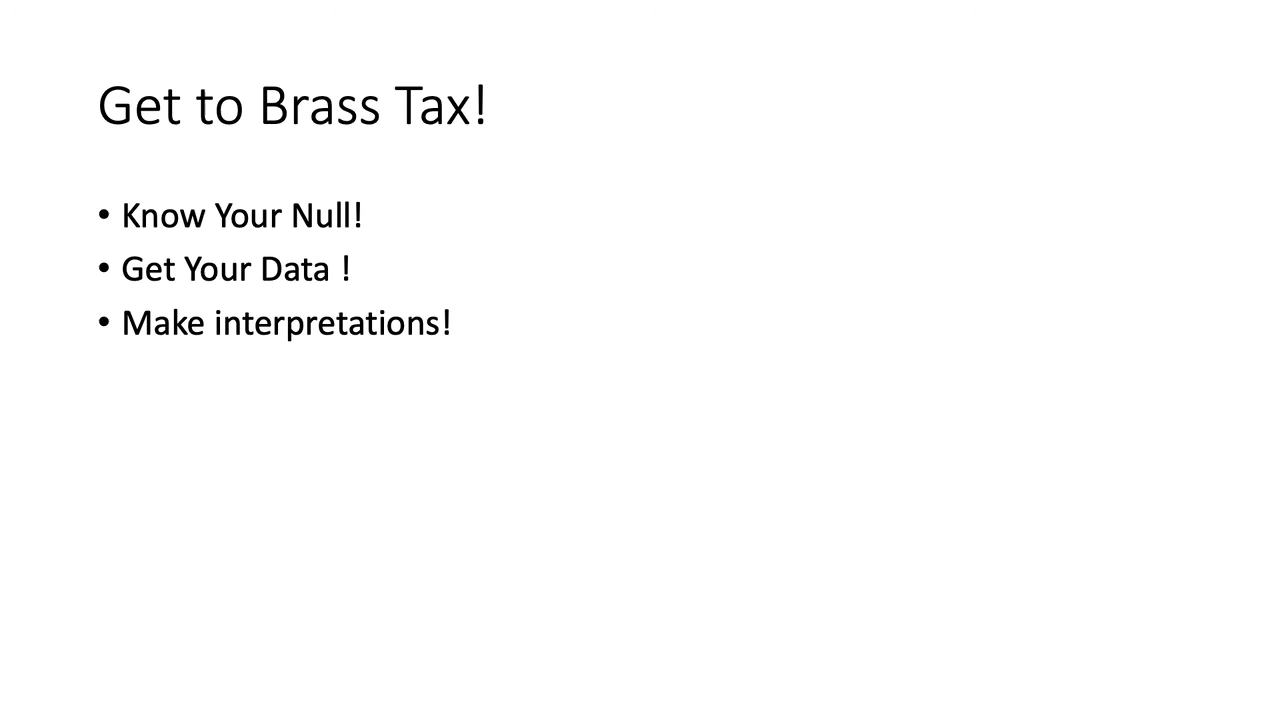 Get to Brass Tax!
• Know Your Null!
• Get Your Data !
• Make interpretations!